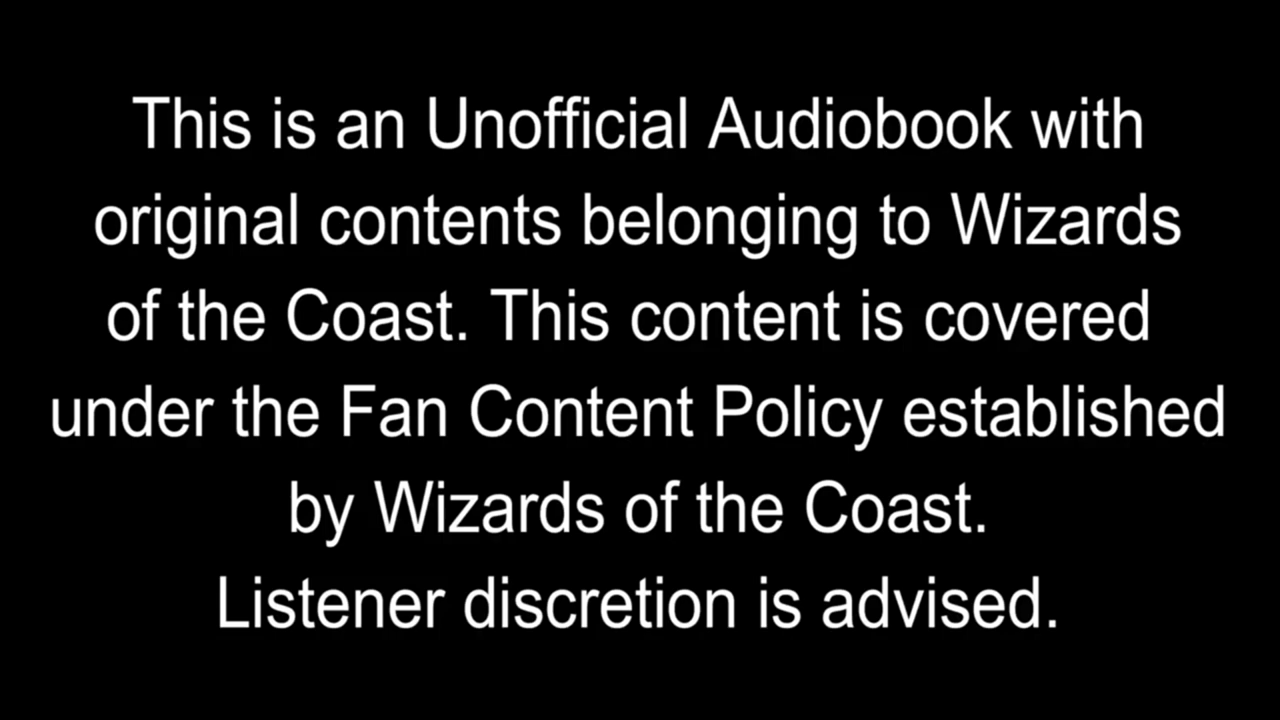 This is an Unofficial Audiobook with
original contents belonging to Wizards
of the Coast. This content is covered
under the Fan Content Policy established
by Wizards of the Coast.
Listener discretion is advised.